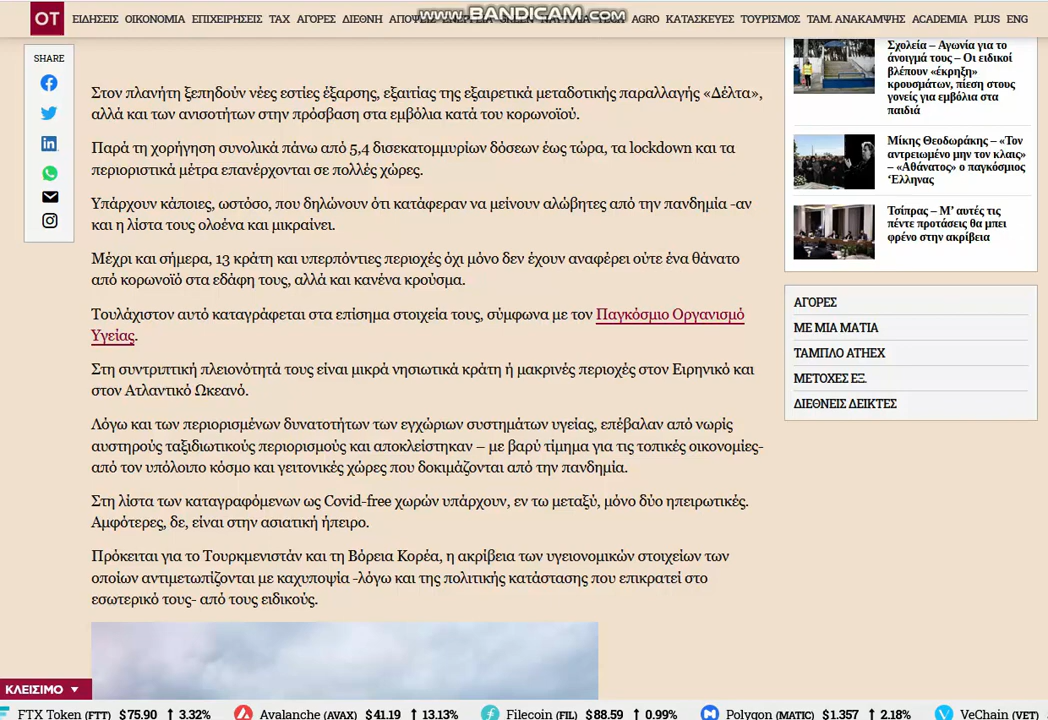 www.BANDICAM.com
OT
ΕΙΔΗΣΕΙΣ ΟΙΚΟΝΟΜΙΑ ΕΠΙΧΕΙΡΗΣΕΙΣ TAX ΑΓΟΡΕΣ ΔΙΕΘΝΗ ΑΠΟΨΕΙΣ ΕΝΕΡΓΕΙΑ GREEN ΝΑΥΤΙΛΙΑ TECH AGRO ΚΑΤΑΣΚΕΥΕΣ ΤΟΥΡΙΣΜΟΣ ΤΑΜ. ΑΝΑΚΑΜΨΗΣ ACADEMIA PLUS ENG
SHARE
Στον πλανήτη ξεπηδούν νέες εστίες έξαρσης, εξαιτίας της εξαιρετικά μεταδοτικής παραλλαγής «Δέλτα»,
αλλά και των ανισοτήτων στην πρόσβαση στα εμβόλια κατά του κορωνοϊού.
Παρά τη χορήγηση συνολικά πάνω από 5,4 δισεκατομμυρίων δόσεων έως τώρα, τα lockdown και τα
περιοριστικά μέτρα επανέρχονται σε πολλές χώρες.
Υπάρχουν κάποιες, ωστόσο, που δηλώνουν ότι κατάφεραν να μείνουν αλώβητες από την πανδημία -αν
και η λίστα τους ολοένα και μικραίνει.
Μέχρι και σήμερα, 13 κράτη και υπερπόντιες περιοχές όχι μόνο δεν έχουν αναφέρει ούτε ένα θάνατο
από κορωνοϊό στα εδάφη τους, αλλά και κανένα κρούσμα.
Τουλάχιστον αυτό καταγράφεται στα επίσημα στοιχεία τους, σύμφωνα με τον Παγκόσμιο Οργανισμό
Υγείας.
Στη συντριπτική πλειονότητά τους είναι μικρά νησιωτικά κράτη ή μακρινές περιοχές στον Ειρηνικό και
στον Ατλαντικό Ωκεανό.
Λόγω και των περιορισμένων δυνατοτήτων των εγχώριων συστημάτων υγείας, επέβαλαν από νωρίς
αυστηρούς ταξιδιωτικούς περιορισμούς και αποκλείστηκαν – με βαρύ τίμημα για τις τοπικές οικονομίες-
από τον υπόλοιπο κόσμο και γειτονικές χώρες που δοκιμάζονται από την πανδημία.
Στη λίστα των καταγραφόμενων ως Covid-free χωρών υπάρχουν, εν τω μεταξύ, μόνο δύο ηπειρωτικές.
Αμφότερες, δε, είναι στην ασιατική ήπειρο.
Πρόκειται για το Τουρκμενιστάν και τη Βόρεια Κορέα, η ακρίβεια των υγειονομικών στοιχείων των
οποίων αντιμετωπίζονται με καχυποψία -λόγω και της πολιτικής κατάστασης που επικρατεί στο
εσωτερικό τους- από τους ειδικούς.
Σχολεία – Αγωνία για το
άνοιγμά τους – Οι ειδικοί
βλέπουν «έκρηξη»
κρουσμάτων, πίεση στους
γονείς για εμβόλια στα
παιδιά
Μίκης Θεοδωράκης – «Τον
αντρειωμένο μην τον κλαις»
– «Αθάνατος» ο παγκόσμιος
‘Έλληνας
Τσίπρας – Μ’ αυτές τις
πέντε προτάσεις θα μπει
φρένο στην ακρίβεια
ΑΓΟΡΕΣ
ΜΕ ΜΙΑ ΜΑΤΙΑ
ΤΑΜΠΛΟ ATHEX
ΜΕΤΟΧΕΣ ΕΞ.
ΔΙΕΘΝΕΙΣ ΔΕΙΚΤΕΣ
ΚΛΕΙΣΙΜΟ
FTX Token (FTT) $75.90 3.32% Avalanche (AVAX) $41.19 13.13% Filecoin (FIL) $88.59 0.99% Polygon (MATIC) $1.357 2.18% VeChain (VET)